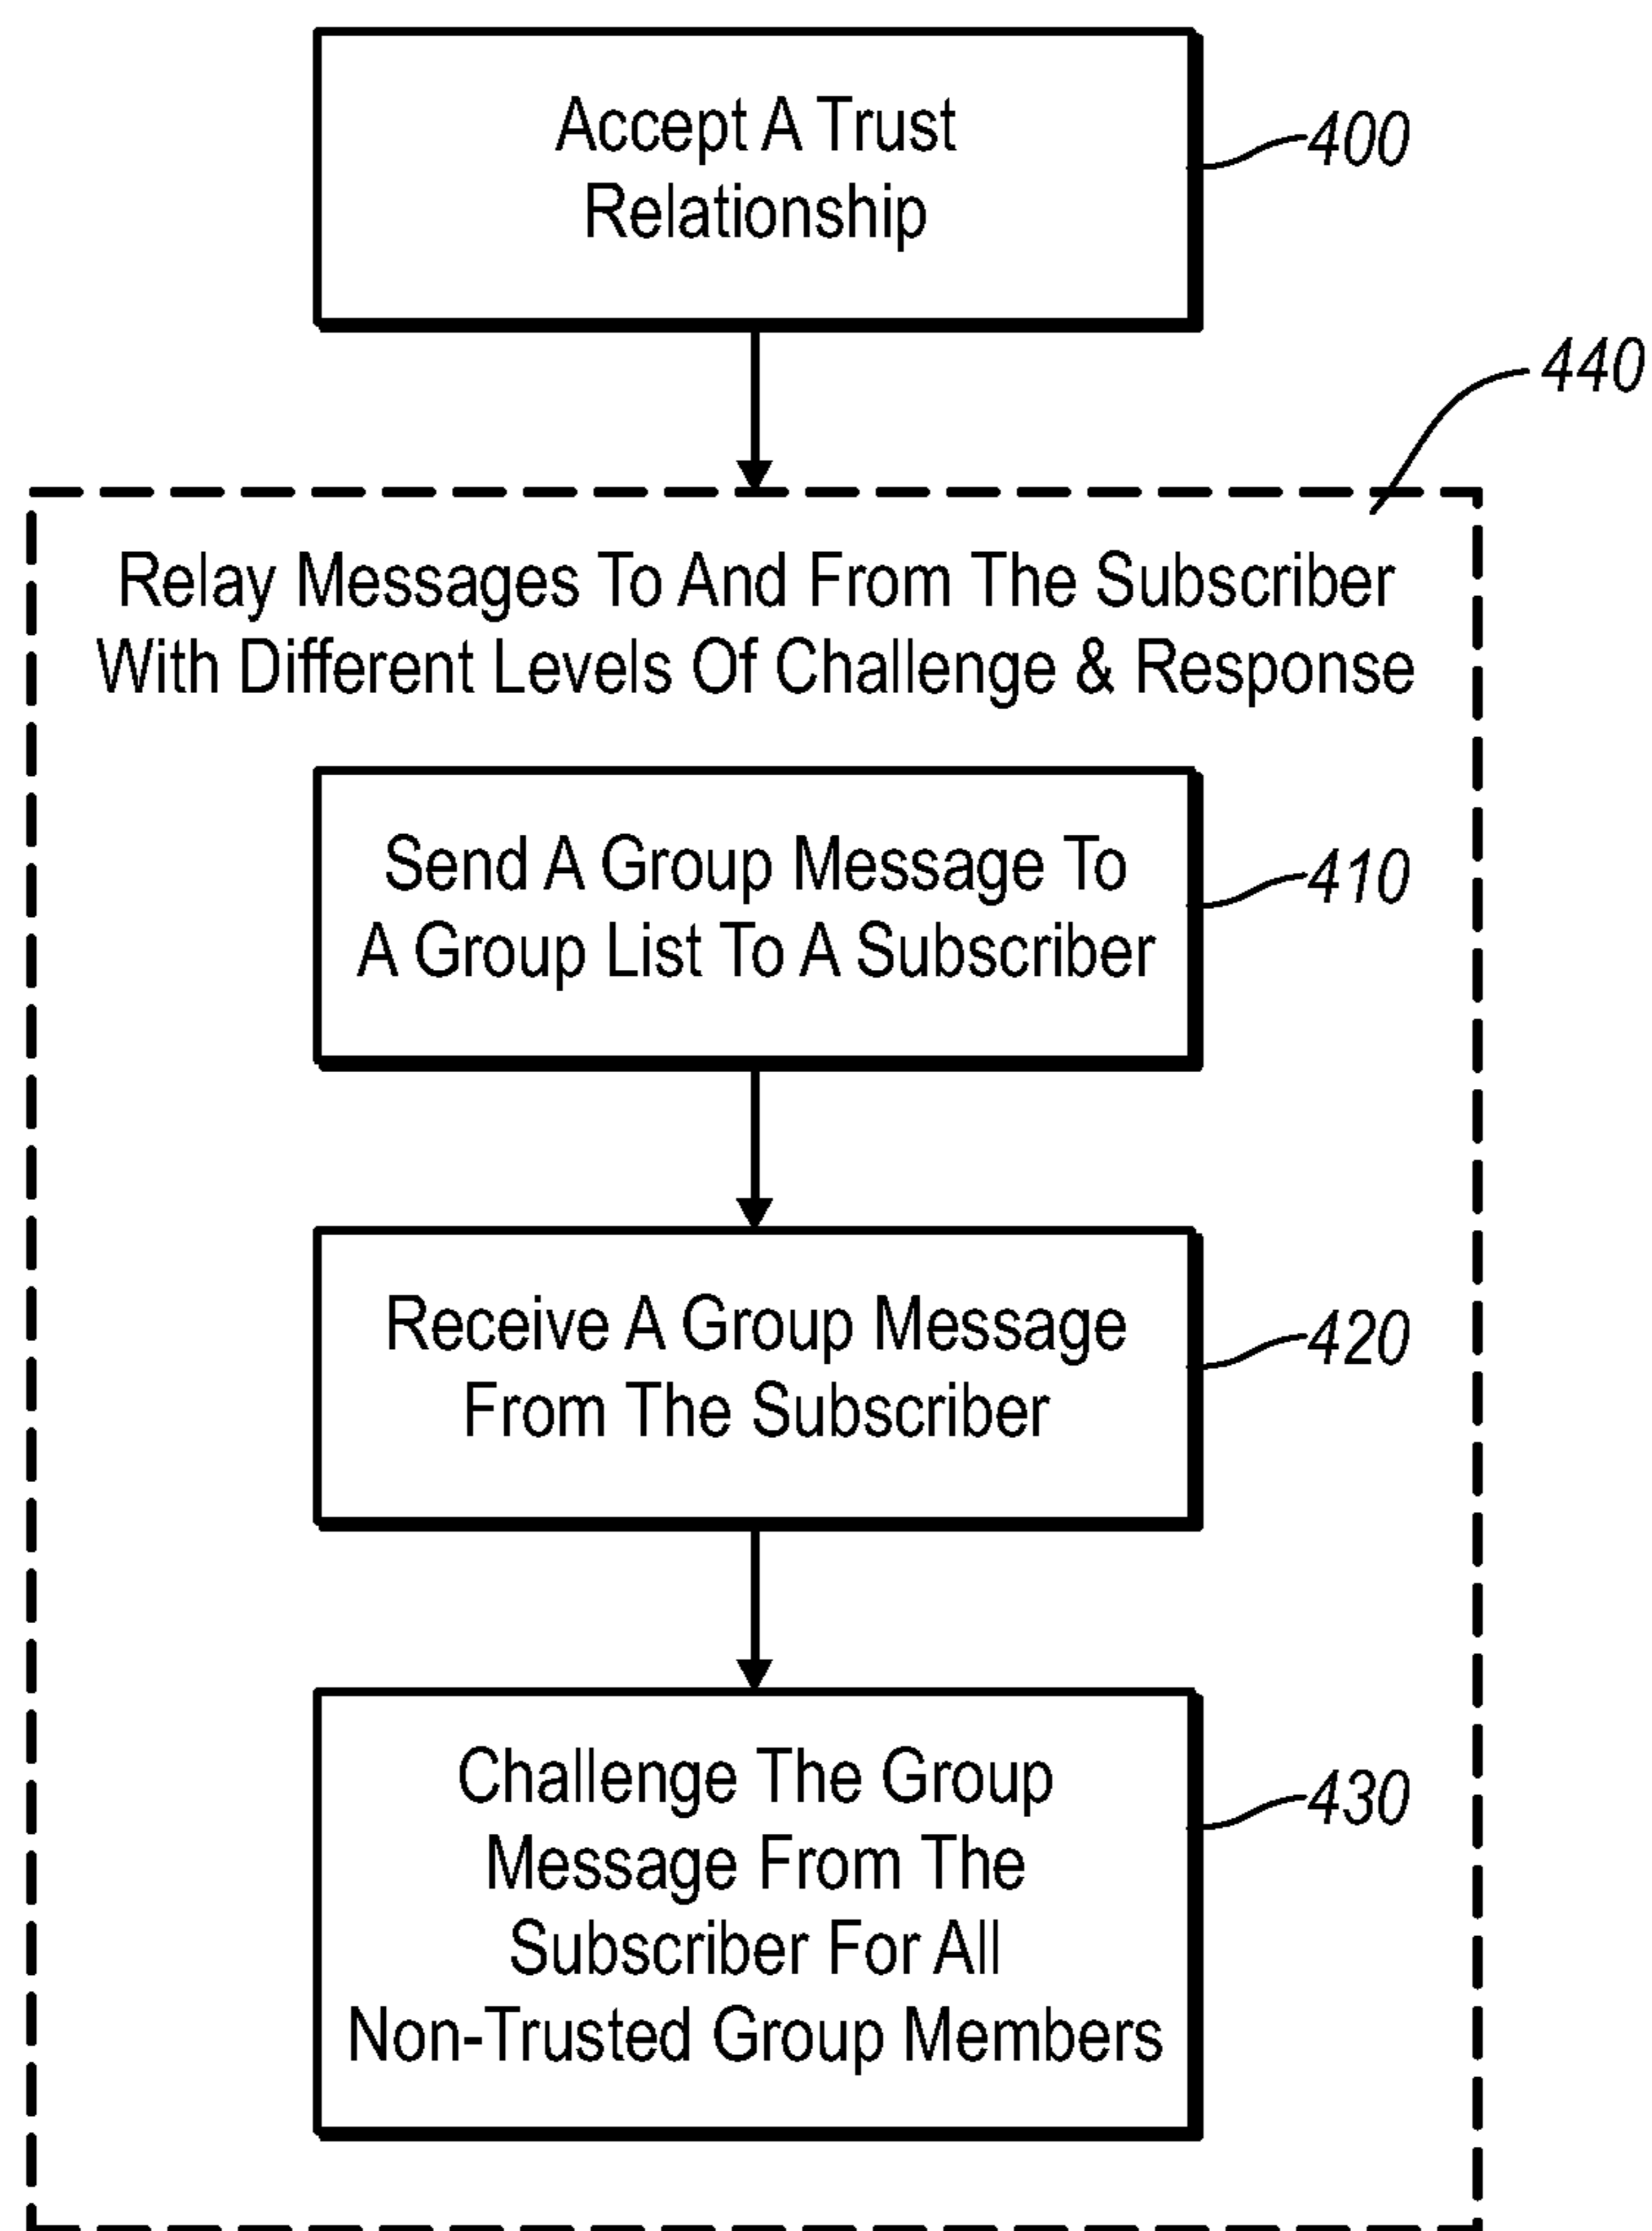 Accept A Trust
Relationship
400
440
Relay Messages To And From The Subscriber
With Different Levels Of Challenge & Response
Send A Group Message To
A Group List To A Subscriber
410
Receive A Group Message
From The Subscriber
420
Challenge The Group
Message From The
Subscriber For All
Non-Trusted Group Members
430